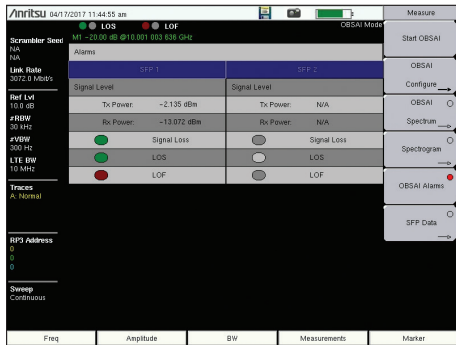 /inritsu 04/17/2017 11:44:55 am
LOS LOF
OBSAI Mode
M1 -20.00 dB @10.001 003 636 GHz
Scrambler Seed
NA
NA
Link Rate
3072.0 Mbit/s
Ref Lvl
10.0 dB
#RBW
30 kHz
#VBW
300 Hz
LTE BW
10 MHz
Traces
A: Normal
RP3 Address
0
0
0
Sweep
Continuous
Alarms
SFP 1 SFP 2
Signal Level Signal Level
Tx Power: -2.135 dBm Tx Power: N/A
Rx Power: -13.072 dBm Rx Power: N/A
Signal Loss Signal Loss
LOS LOS
LOF LOF
Measure
Start OBSAI
OBSAI
Configure
OBSAI
Spectrum
Spectrogram
OBSAI Alarms
SFP Data
Freq Amplitude BW Measurements Marker